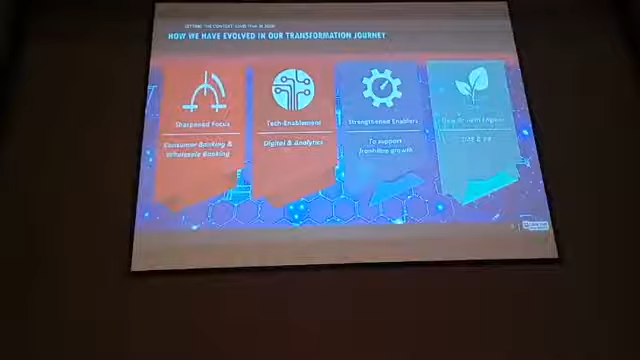 HOW WE HAVE EVOLVED IN OUR TRANSFORMATION JOURNEY
Sharpened Focus
Consumer Banking &
Wholesale Banking
Tech-Enablement
Digital & Analytics
Strengthened Enablers
To support
frontline growth